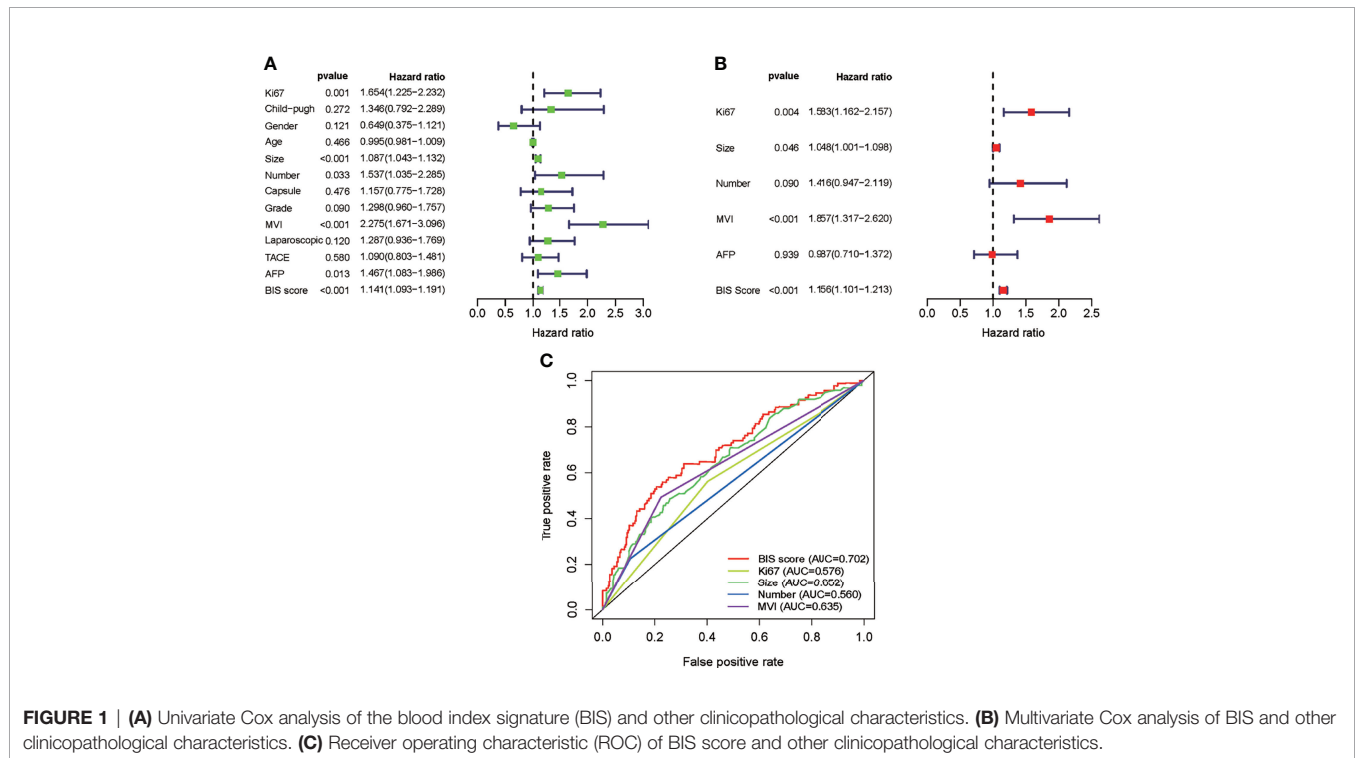 A
pvalue Hazard ratio
Ki67 0.001 1.654(1.225−2.232)
Child−pugh 0.272 1.346(0.792−2.289)
Gender 0.121 0.649(0.375−1.121)
Age 0.466 0.995(0.981−1.009)
Size <0.001 1.087(1.043−1.132)
Number 0.033 1.537(1.035−2.285)
Capsule 0.476 1.157(0.775−1.728)
Grade 0.090 1.298(0.960−1.757)
MVI <0.001 2.275(1.671−3.096)
Laparoscopic 0.120 1.287(0.936−1.769)
TACE 0.580 1.090(0.803−1.481)
AFP 0.013 1.467(1.083−1.986)
BIS score <0.001 1.141(1.093−1.191)
0.0 0.5 1.0 1.5 2.0 2.5 3.0
Hazard ratio
B
pvalue Hazard ratio
Ki67 0.004 1.583(1.162−2.157)
Size 0.046 1.048(1.001−1.098)
Number 0.090 1.416(0.947−2.119)
MVI <0.001 1.857(1.317−2.620)
AFP 0.939 0.987(0.710−1.372)
BIS Score <0.001 1.156(1.101−1.213)
0.0 0.5 1.0 1.5 2.0 2.5
Hazard ratio
C
True positive rate
1.0
0.8
0.6
0.4
0.2
0.0
BIS score (AUC=0.702)
Ki67 (AUC=0.576)
Size (AUC=0.652)
Number (AUC=0.560)
MVI (AUC=0.635)
0.0 0.2 0.4 0.6 0.8 1.0
False positive rate
FIGURE 1 | (A) Univariate Cox analysis of the blood index signature (BIS) and other clinicopathological characteristics. (B) Multivariate Cox analysis of BIS and other
clinicopathological characteristics. (C) Receiver operating characteristic (ROC) of BIS score and other clinicopathological characteristics.